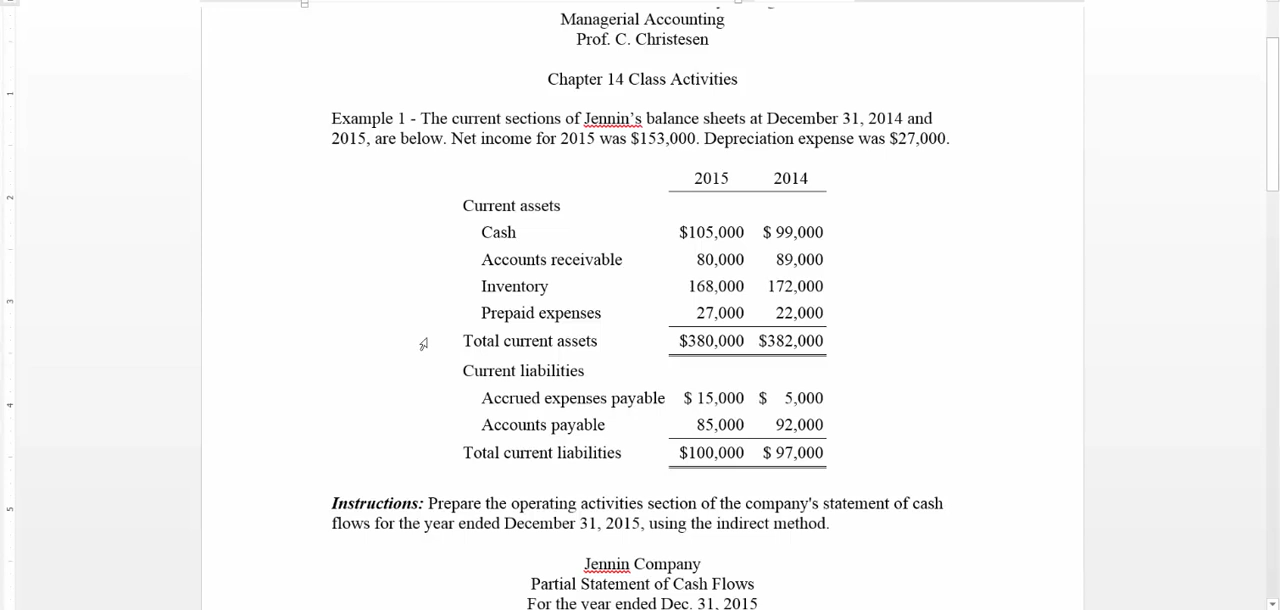 Managerial Accounting
Prof. C. Christesen
Chapter 14 Class Activities
Example 1 - The current sections of Jennin's balance sheets at December 31, 2014 and
2015, are below. Net income for 2015 was $153,000. Depreciation expense was $27,000.
2015 2014
Current assets
Cash $105,000 $ 99,000
Accounts receivable 80,000 89,000
Inventory 168,000 172,000
Prepaid expenses 27,000 22,000
Total current assets $380,000 $382,000
Current liabilities
Accrued expenses payable $ 15,000 $ 5,000
Accounts payable 85,000 92,000
Total current liabilities $100,000 $ 97,000
Instructions: Prepare the operating activities section of the company's statement of cash
flows for the year ended December 31, 2015, using the indirect method.
Jennin Company
Partial Statement of Cash Flows
For the year ended Dec. 31, 2015
1
2
3
4
5